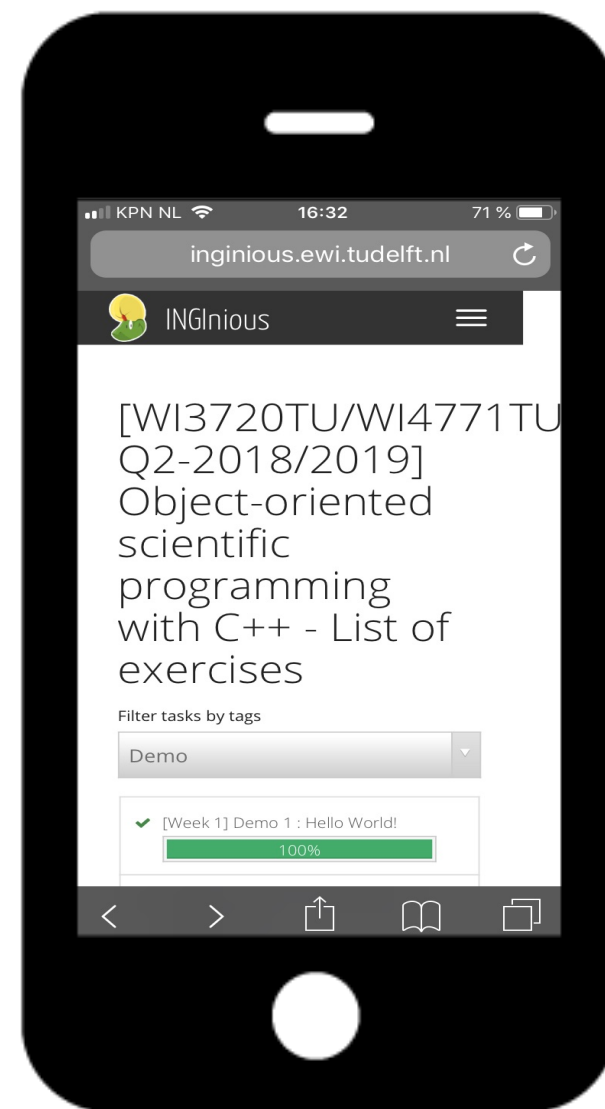 KPN NL 16:32 71 %
inginious.ewi.tudelft.nl
INGInious
[WI3720TU/WI4771TU
Q2-2018/2019]
Object-oriented
scientific
programming
with C++ - List of
exercises
Filter tasks by tags
Demo
[Week 1] Demo 1 : Hello World!
100%